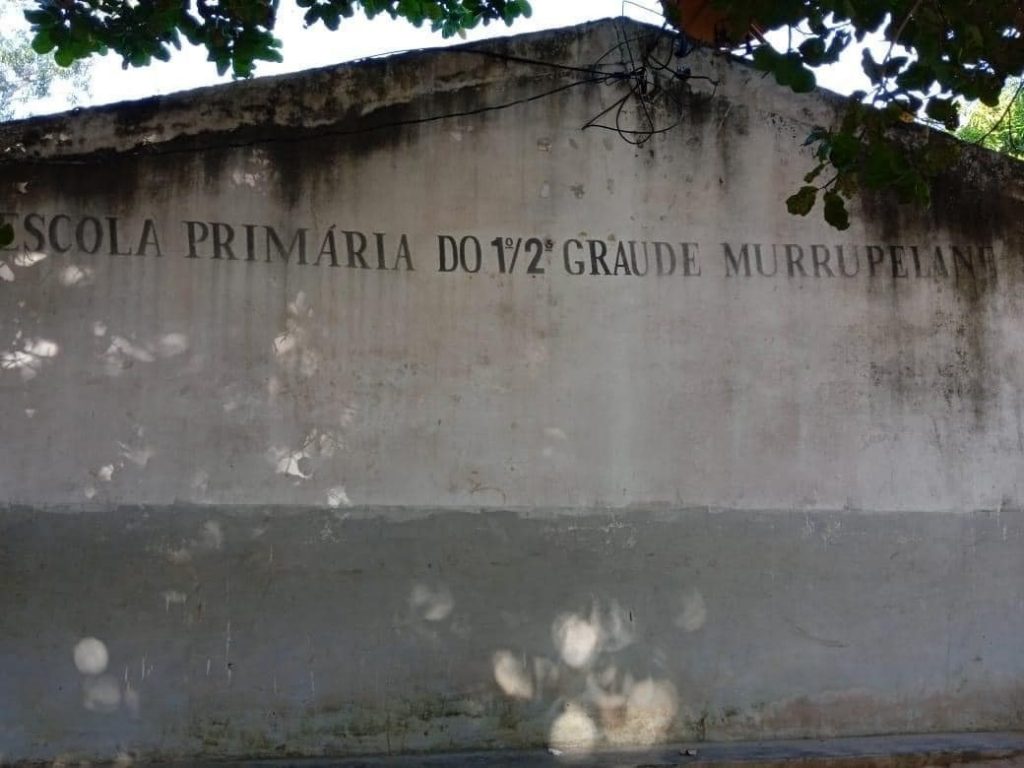 ESCOLA PRIMÁRIA DO 1º/2º GRAUDE MURRUPELANE